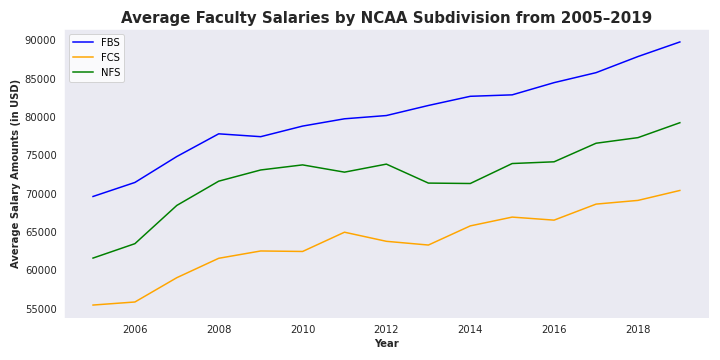 Average Faculty Salaries by NCAA Subdivision from 2005–2019
FBS
FCS
NFS
Average Salary Amounts (in USD)
90000
85000
80000
75000
70000
65000
60000
55000
2006 2008 2010 2012 2014 2016 2018
Year